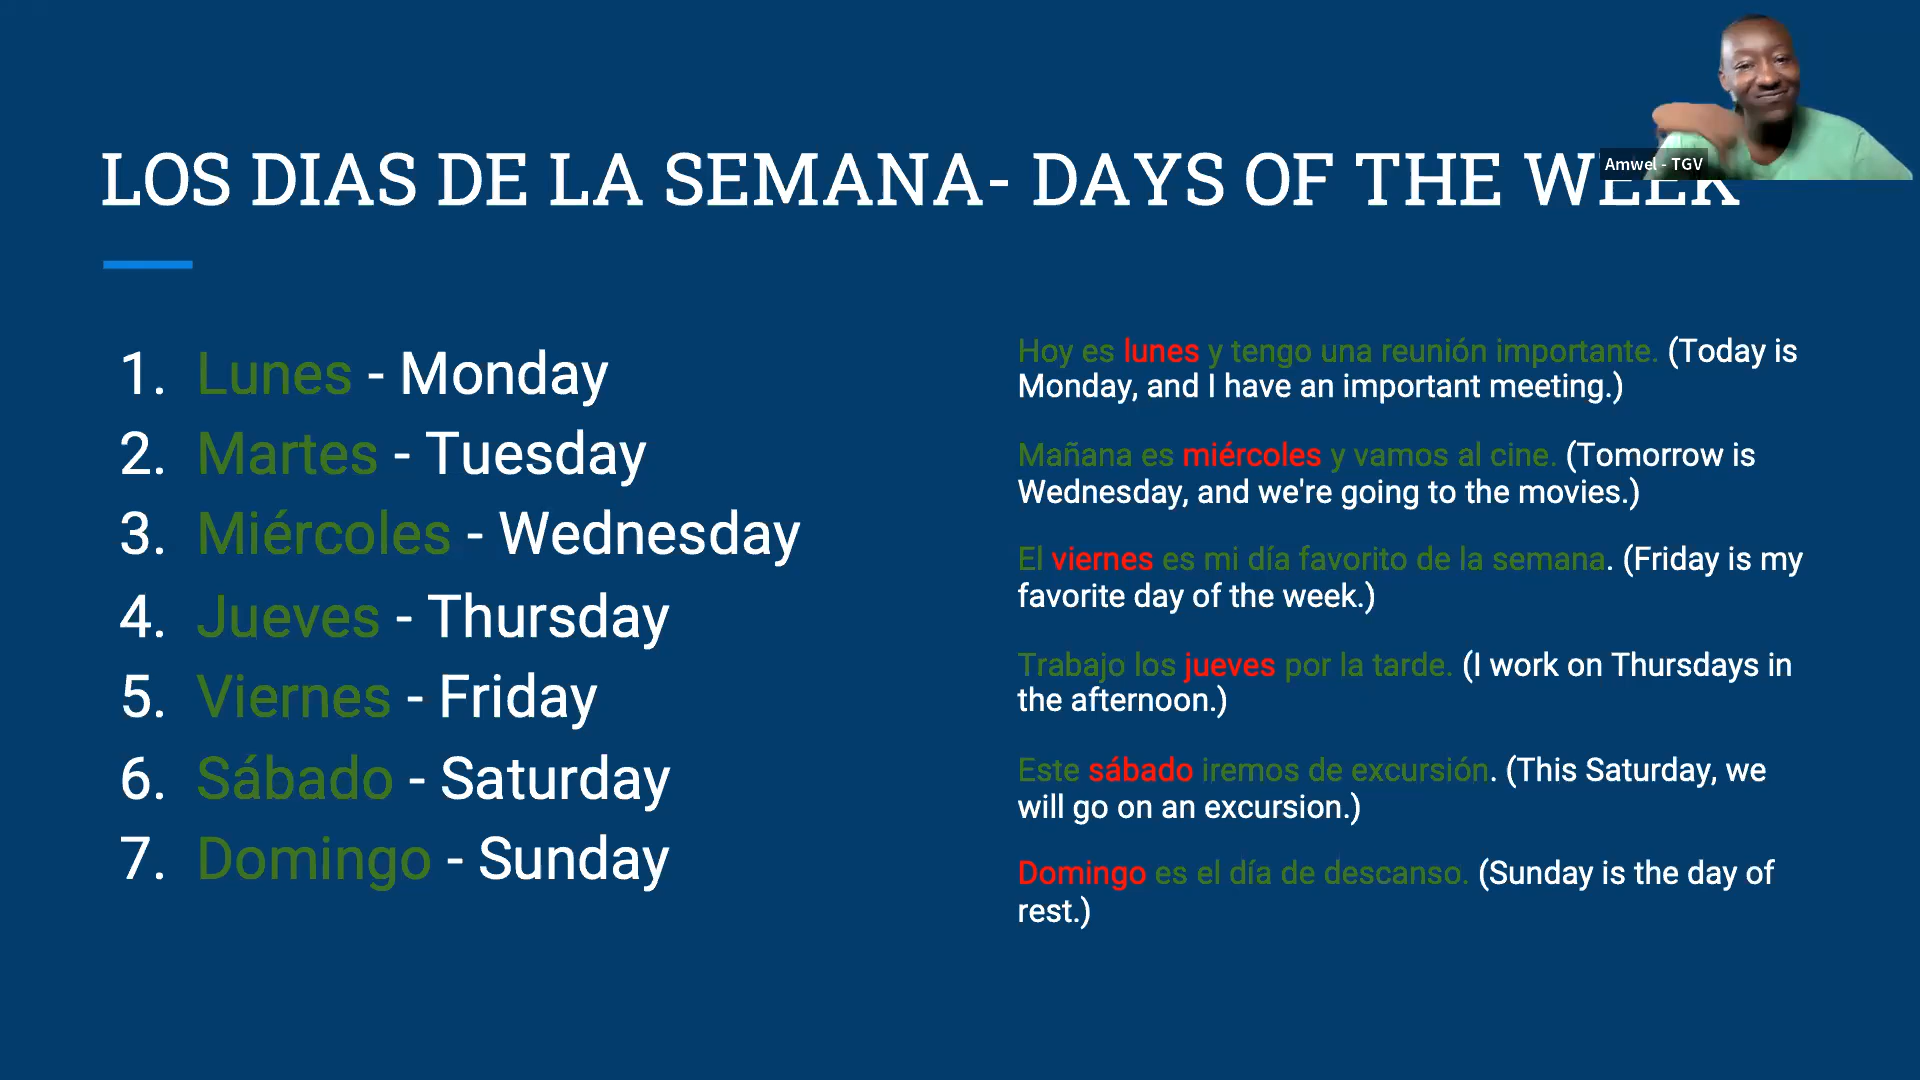 LOS DIAS DE LA SEMANA- DAYS OF THE WEEK
Amwel - TGV
1. Lunes - Monday
2. Martes - Tuesday
3. Miércoles - Wednesday
4. Jueves - Thursday
5. Viernes - Friday
6. Sábado - Saturday
7. Domingo - Sunday
Hoy es lunes y tengo una reunión importante. (Today is
Monday, and I have an important meeting.)
Mañana es miércoles y vamos al cine. (Tomorrow is
Wednesday, and we're going to the movies.)
El viernes es mi día favorito de la semana. (Friday is my
favorite day of the week.)
Trabajo los jueves por la tarde. (I work on Thursdays in
the afternoon.)
Este sábado iremos de excursión. (This Saturday, we
will go on an excursion.)
Domingo es el día de descanso. (Sunday is the day of
rest.)